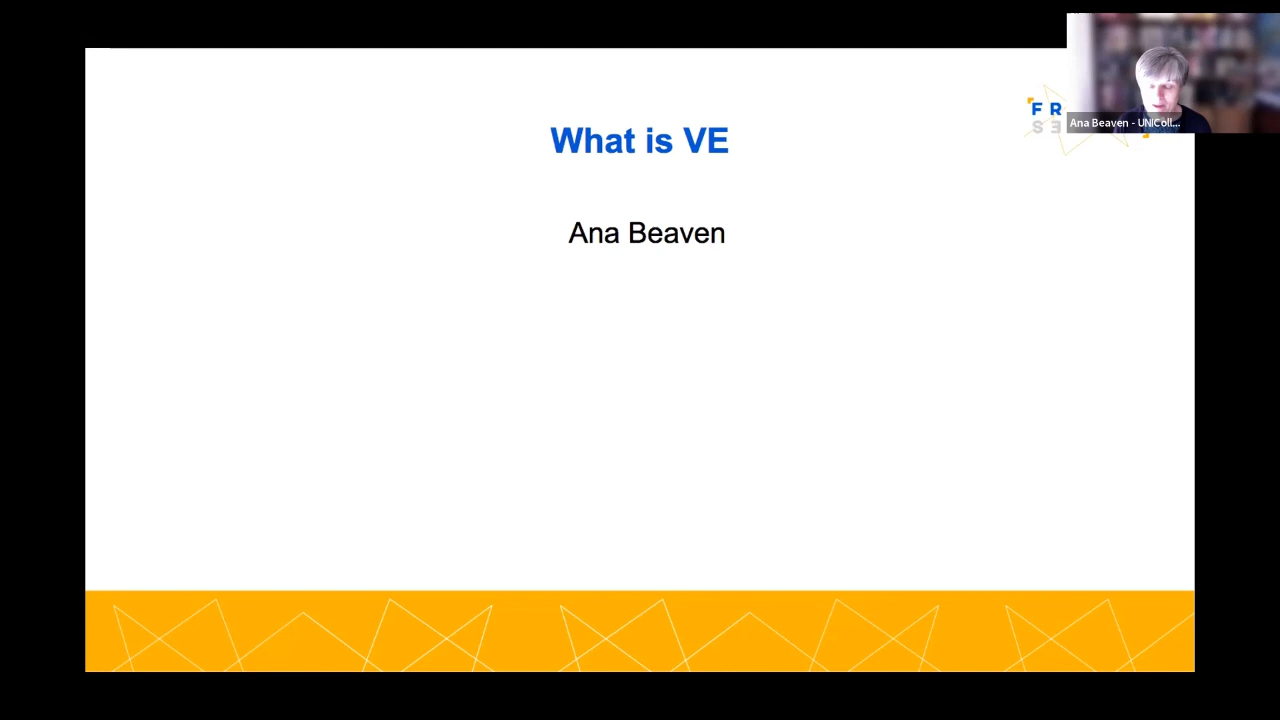 What is VE
Ana Beaven
F R
S E
Ana Beaven - UNIColl...